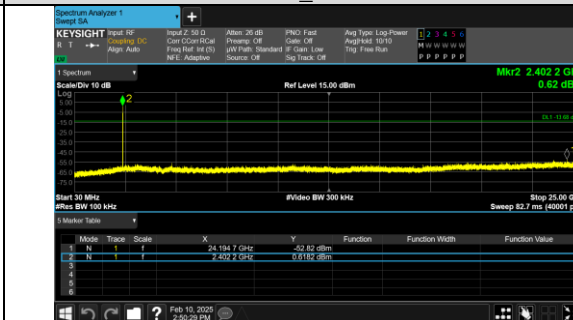 Spectrum Analyzer 1
Swept SA
+
KEYSIGHT Input: RF Input Z: 50 Ω Atten: 26 dB PNO: Fast Avg Type: Log-Power 1 2 3 4 5 6
R T Coupling: DC Corr CCorr RCal Preamp: Off Gate: Off Avg|Hold: 10/10 M W W W W W
Align: Auto Freq Ref: Int (S) µW Path: Standard IF Gain: Low Trig: Free Run
NFE: Adaptive Source: Off Sig Track: Off P P P P P P
1 Spectrum Mkr2 2.402 2 G
Scale/Div 10 dB Ref Level 15.00 dBm 0.62 dB
Log
5.00
-5.00
-15.0
-25.0
-35.0
-45.0
-55.0
-65.0
-75.0
2
Start 30 MHz #Video BW 300 kHz Stop 25.00 G
#Res BW 100 kHz Sweep 82.7 ms (40001 p
5 Marker Table
Mode Trace Scale X Y Function Function Width Function Value
1 N 1 f 24.194 7 GHz -52.82 dBm
2 N 1 f 2.402 2 GHz 0.6182 dBm
3
4
5
6
? Feb 10, 2025
2:50:29 PM